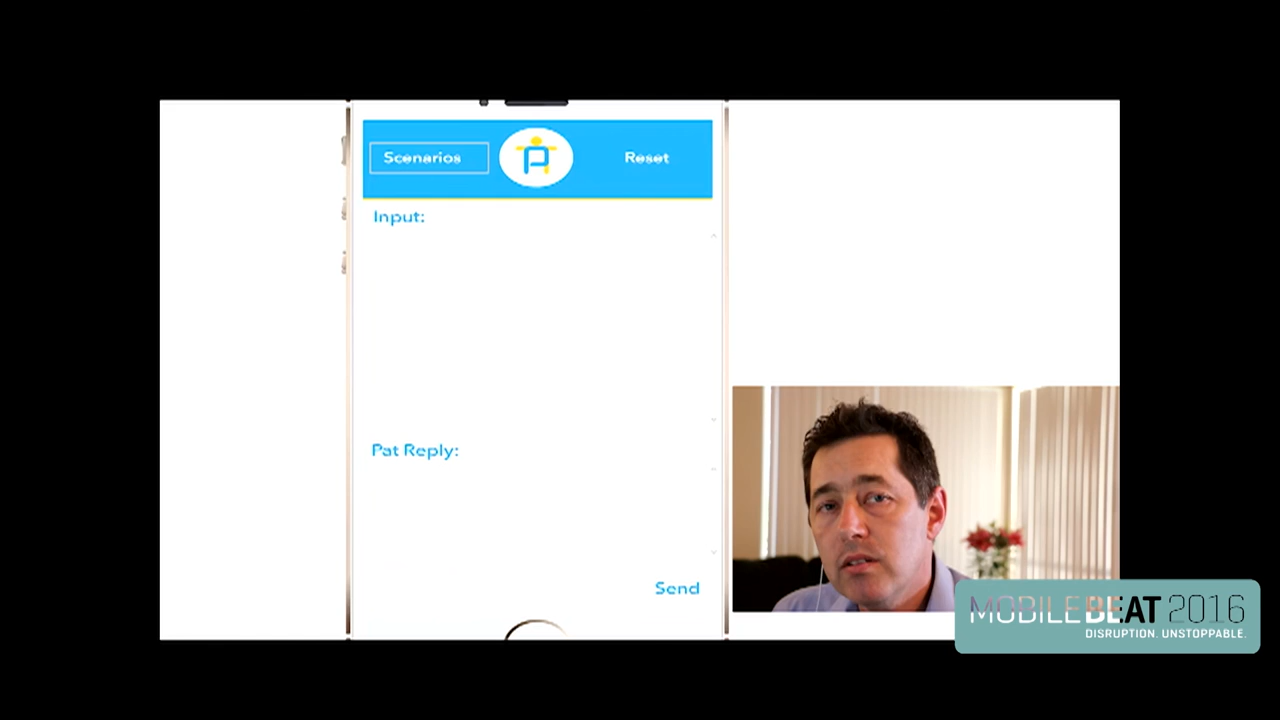 Scenarios
Reset
Input:
Pat Reply:
Send
MOBILEBEAT 2016
DISRUPTION. UNSTOPPABLE.